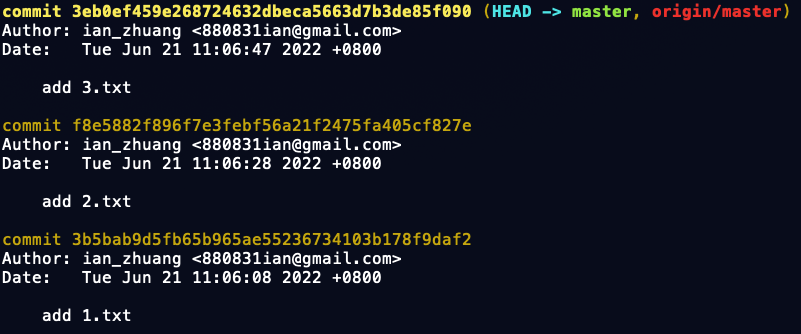 commit 3eb0ef459e268724632dbeca5663d7b3de85f090 (HEAD -> master, origin/master)
Author: ian_zhuang <880831ian@gmail.com>
Date:   Tue Jun 21 11:06:47 2022 +0800
    add 3.txt
commit f8e5882f896f7e3febf56a21f2475fa405cf827e
Author: ian_zhuang <880831ian@gmail.com>
Date:   Tue Jun 21 11:06:28 2022 +0800
    add 2.txt
commit 3b5bab9d5fb65b965ae55236734103b178f9daf2
Author: ian_zhuang <880831ian@gmail.com>
Date:   Tue Jun 21 11:06:08 2022 +0800
    add 1.txt